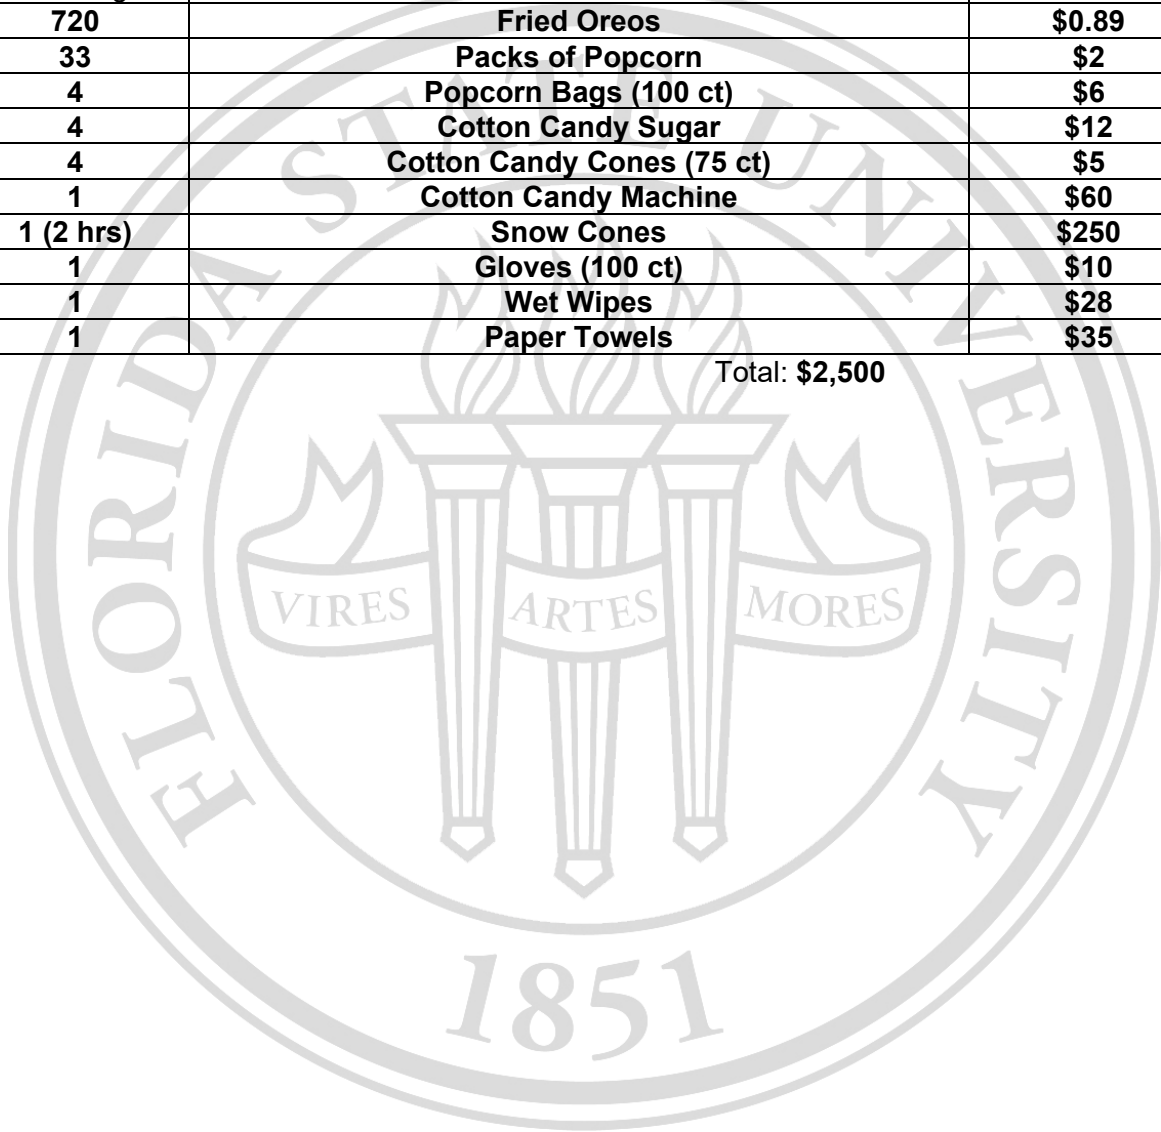 720 Fried Oreos $0.89
33 Packs of Popcorn $2
4 Popcorn Bags (100 ct) $6
4 Cotton Candy Sugar $12
4 Cotton Candy Cones (75 ct) $5
1 Cotton Candy Machine $60
1 (2 hrs) Snow Cones $250
1 Gloves (100 ct) $10
1 Wet Wipes $28
1 Paper Towels $35
Total: $2,500
FLORIDA STATE UNIVERSITY
VIRES ARTES MORES
1851